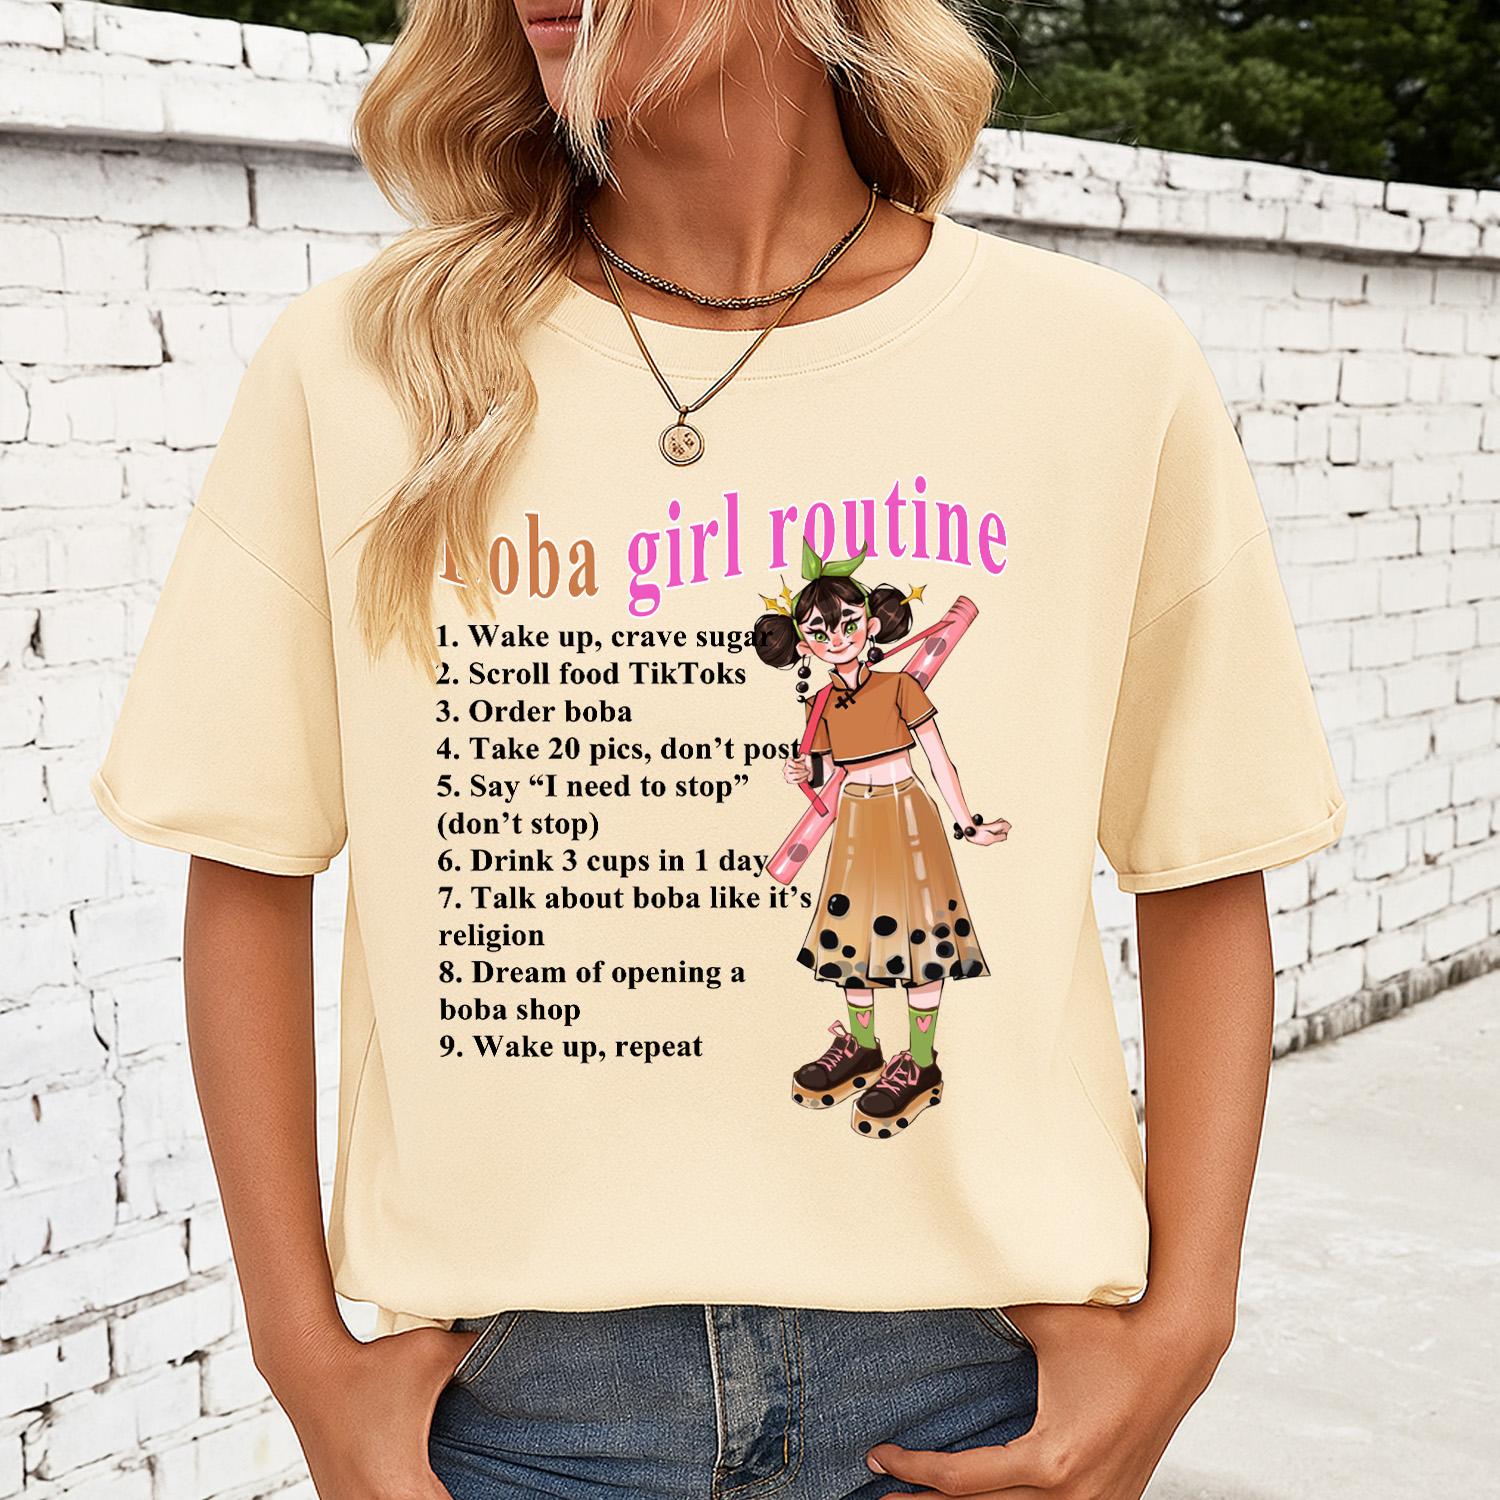 Boba girl routine
1. Wake up, crave sugar
2. Scroll food TikToks
3. Order boba
4. Take 20 pics, don’t post
5. Say “I need to stop”
(don’t stop)
6. Drink 3 cups in 1 day
7. Talk about boba like it’s
religion
8. Dream of opening a
boba shop
9. Wake up, repeat